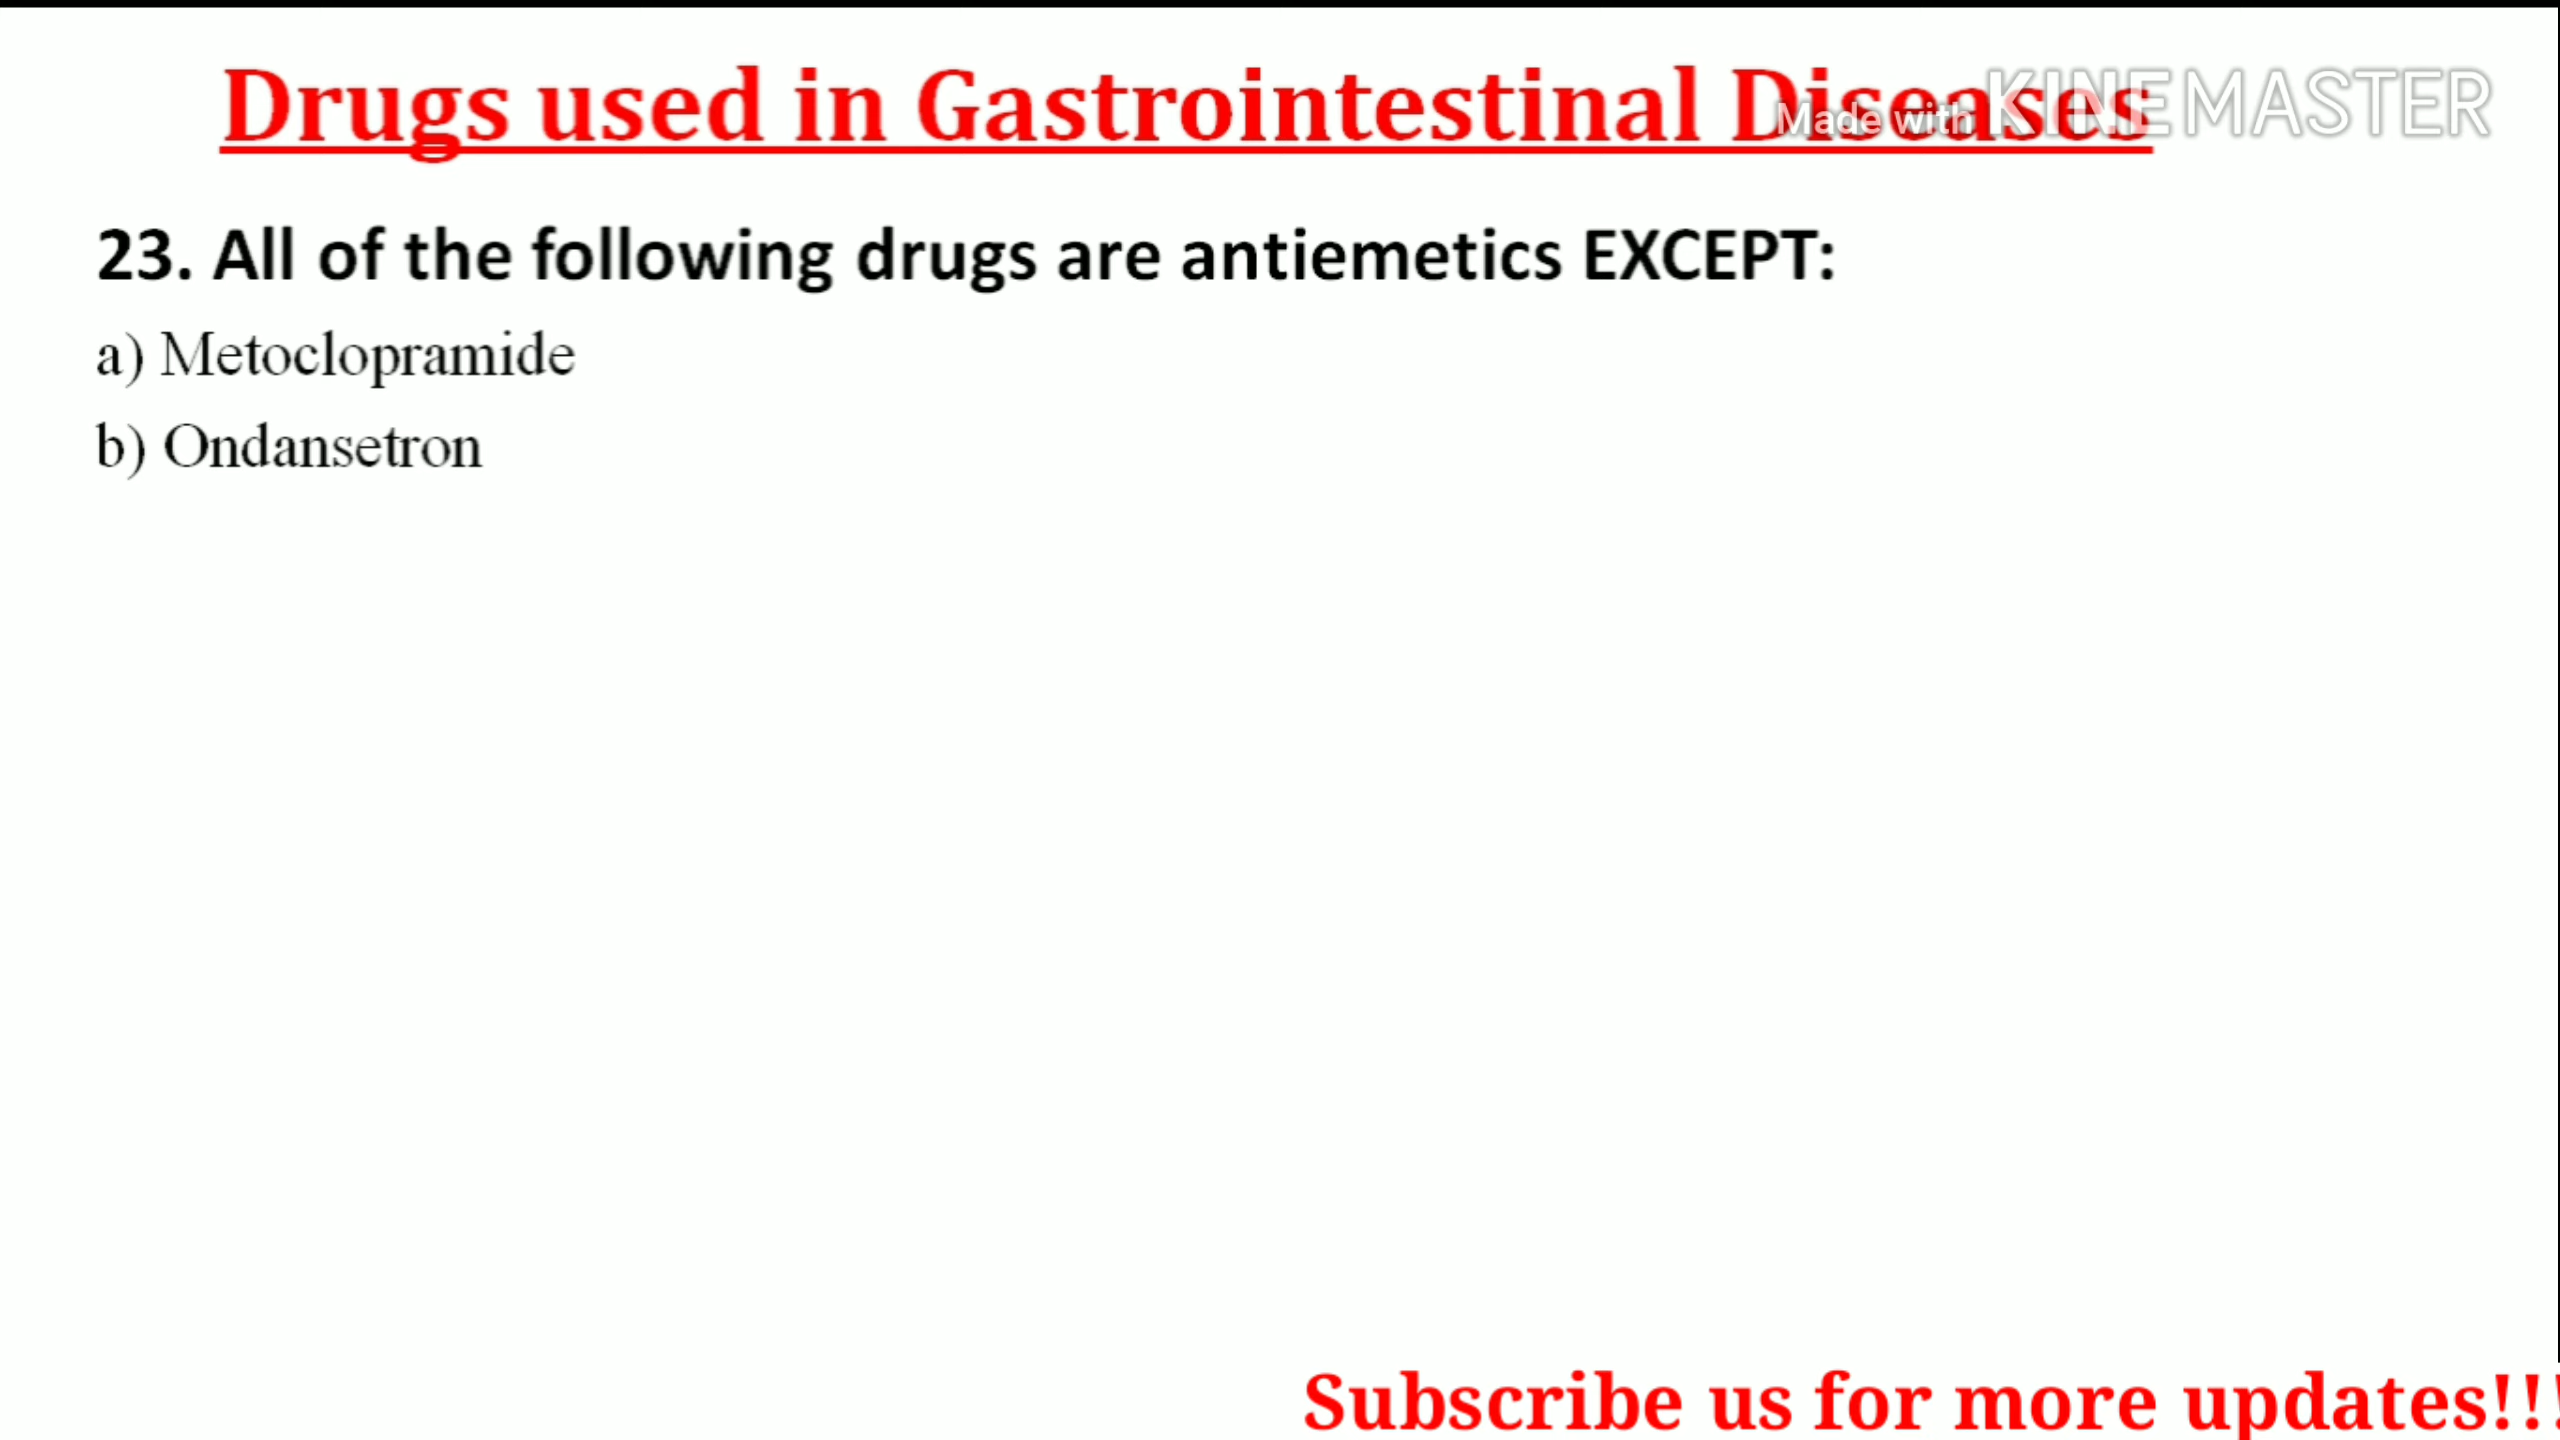 Drugs used in Gastrointestinal Diseases
Made with KINEMASTER
23. All of the following drugs are antiemetics EXCEPT:
a) Metoclopramide
b) Ondansetron
Subscribe us for more updates!!!